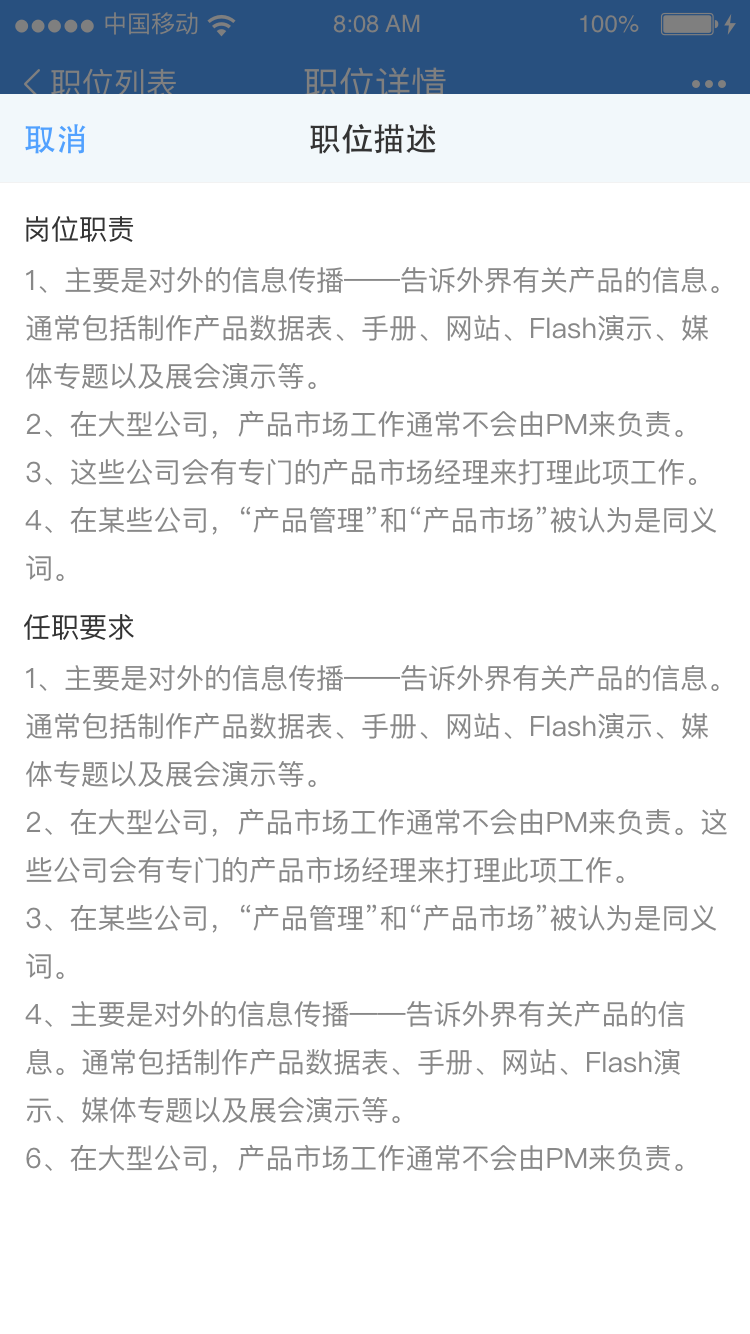 中国移动 8:08 AM 100%
职位列表 职位详情
取消 职位描述
岗位职责
1、主要是对外的信息传播——告诉外界有关产品的信息。
通常包括制作产品数据表、手册、网站、Flash演示、媒
体专题以及展会演示等。
2、在大型公司，产品市场工作通常不会由PM来负责。
3、这些公司会有专门的产品市场经理来打理此项工作。
4、在某些公司，“产品管理”和“产品市场”被认为是同义
词。
任职要求
1、主要是对外的信息传播——告诉外界有关产品的信息。
通常包括制作产品数据表、手册、网站、Flash演示、媒
体专题以及展会演示等。
2、在大型公司，产品市场工作通常不会由PM来负责。这
些公司会有专门的产品市场经理来打理此项工作。
3、在某些公司，“产品管理”和“产品市场”被认为是同义
词。
4、主要是对外的信息传播——告诉外界有关产品的信
息。通常包括制作产品数据表、手册、网站、Flash演
示、媒体专题以及展会演示等。
6、在大型公司，产品市场工作通常不会由PM来负责。